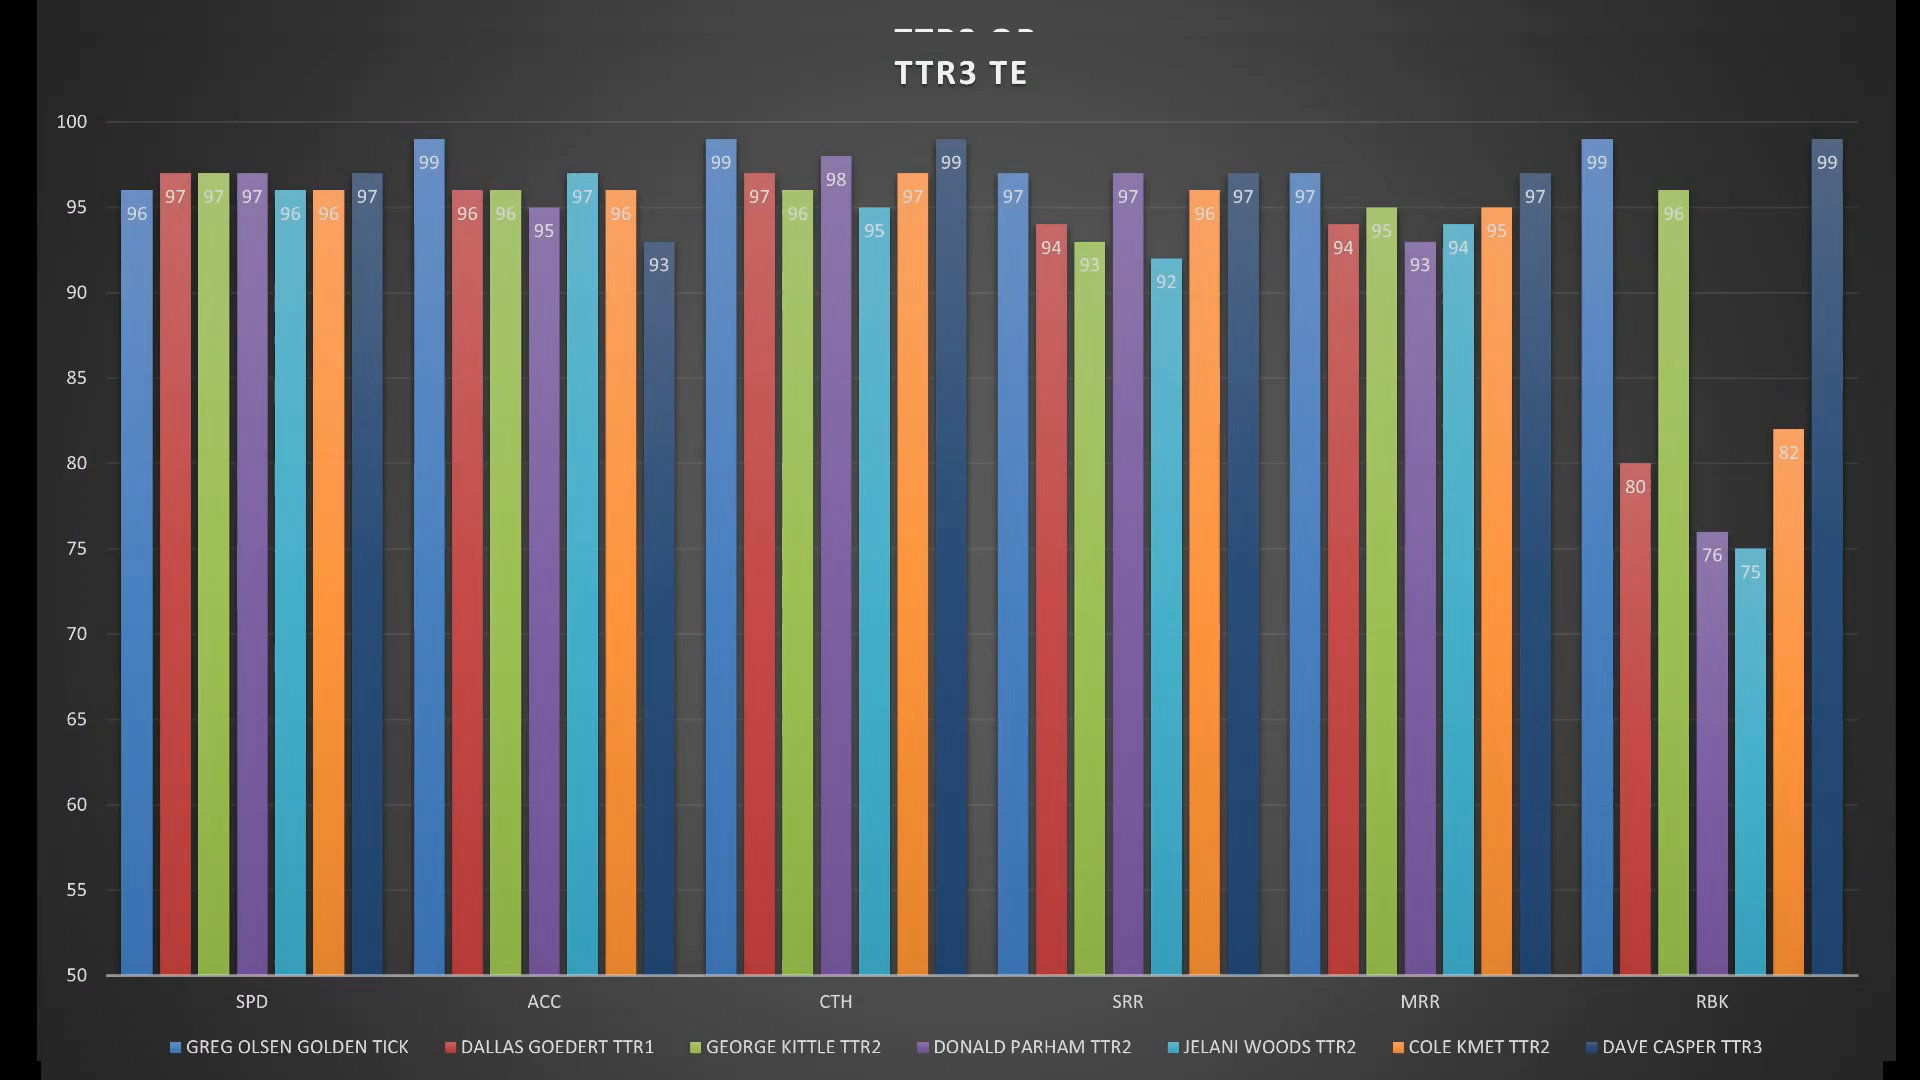 TTR3 TE
100
99 99 99 99 99
98
97 97 97 97 97 97 97 97 97 97 97 97
95 96 96 96 96 96 96 96 96 96
95 95 95 95
94 94 94
93 93 93
92
90
85
82
80
80
76
75
75
70
65
60
55
50
SPD ACC CTH SRR MRR RBK
GREG OLSEN GOLDEN TICK DALLAS GOEDERT TTR1 GEORGE KITTLE TTR2 DONALD PARHAM TTR2 JELANI WOODS TTR2 COLE KMET TTR2 DAVE CASPER TTR3